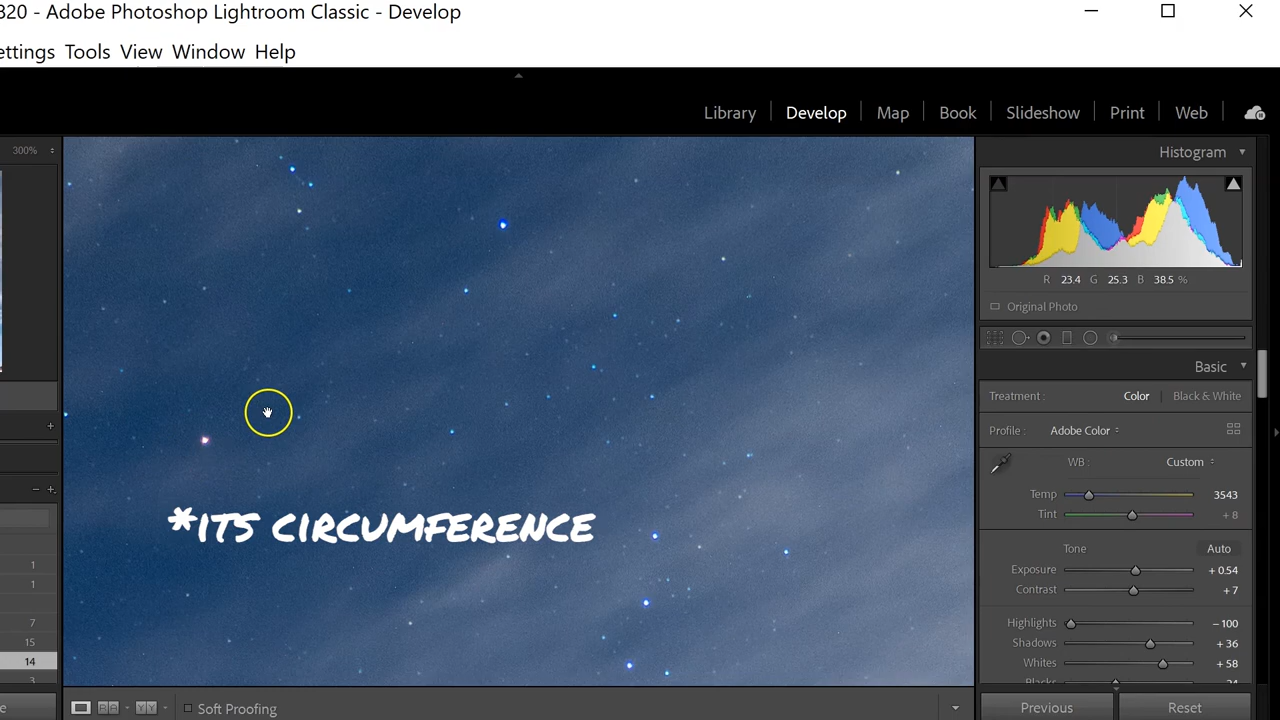 820 - Adobe Photoshop Lightroom Classic - Develop
ettings Tools View Window Help
Library Develop Map Book Slideshow Print Web
300%
Histogram
R 23.4 G 25.3 B 38.5 %
Original Photo
Basic
Treatment : Color Black & White
Profile : Adobe Color
WB : Custom
Temp 3543
Tint + 8
*ITS CIRCUMFERENCE
Tone Auto
Exposure + 0.54
Contrast + 7
1
1
Highlights − 100
7
Shadows + 36
15
Whites + 58
14
Soft Proofing
Previous Reset